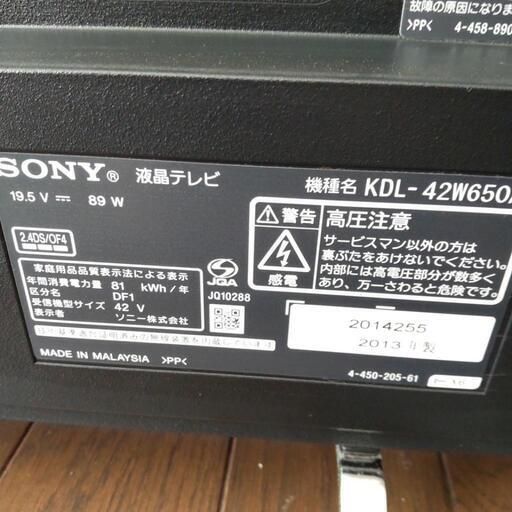 故障の原因になりま
>PP< 4-458-890
SONY® 液晶テレビ 機種名 KDL-42W650A
19.5 V ⎓ 89 W
警告 高圧注意
感電
サービスマン以外の方は
裏ぶたをあけないでください。
内部には高電圧部分が数多く
あり、万一さわると危険です。
2.4DS/OF4
家庭用品品質表示法による表示
年間消費電力量 81 kWh/年
区分名 DF1
受信機型サイズ 42 V
表示者 ソニー株式会社
JQA
JQ10288
2014255
2013年製
MADE IN MALAYSIA >PP<
4-450-205-61